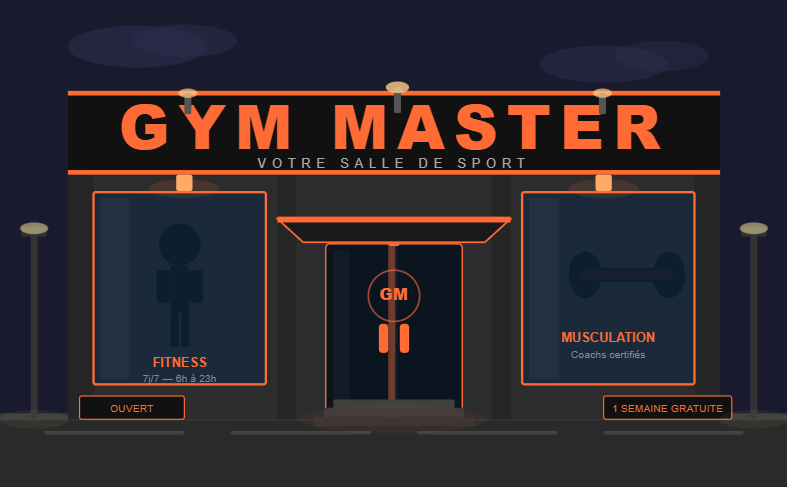 GYM MASTER
VOTRE SALLE DE SPORT
GM
FITNESS
7j/7 — 6h à 23h
MUSCULATION
Coachs certifiés
OUVERT
1 SEMAINE GRATUITE